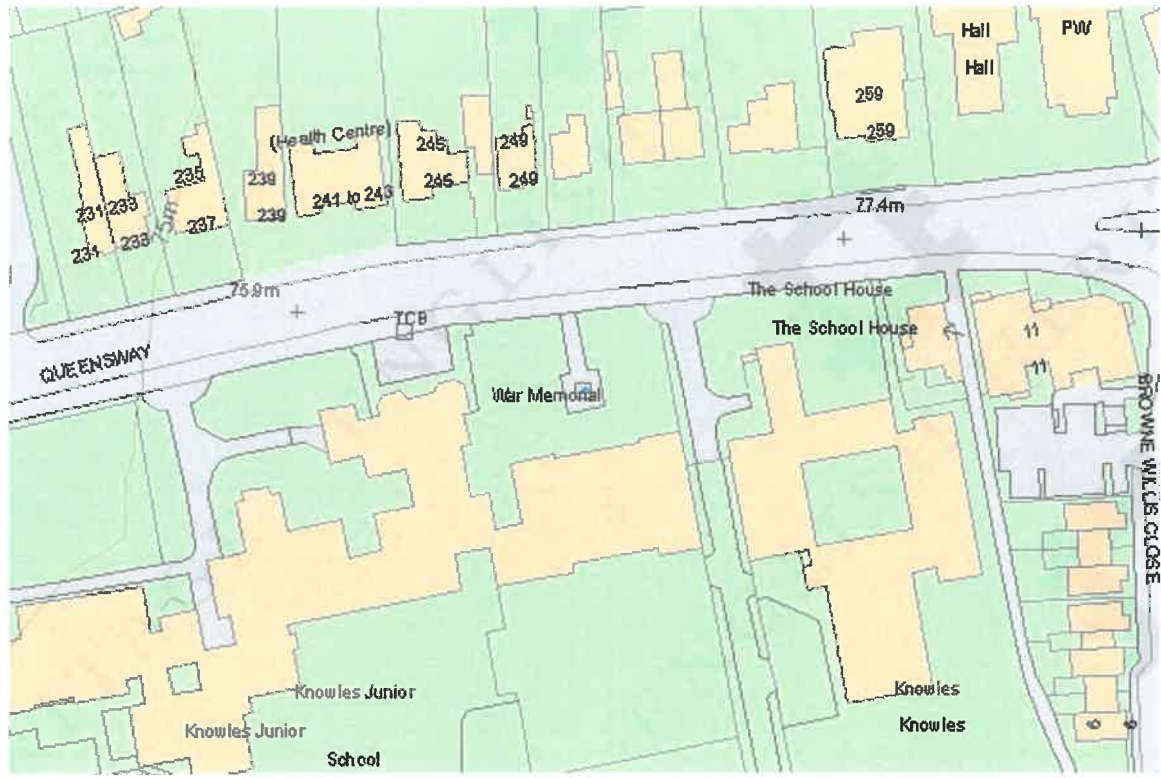 Hall
PW
Hall
259
259
(Health Centre)
245
245
249
249
235
239
239
241 to 243
231
233
237
231
233
75m
77.4m
75.9m
The School House
TCB
The School House
11
11
QUEENSWAY
War Memorial
BROWNE WILLIS CLOSE
Knowles Junior
Knowles
Knowles Junior
Knowles
School
6
6